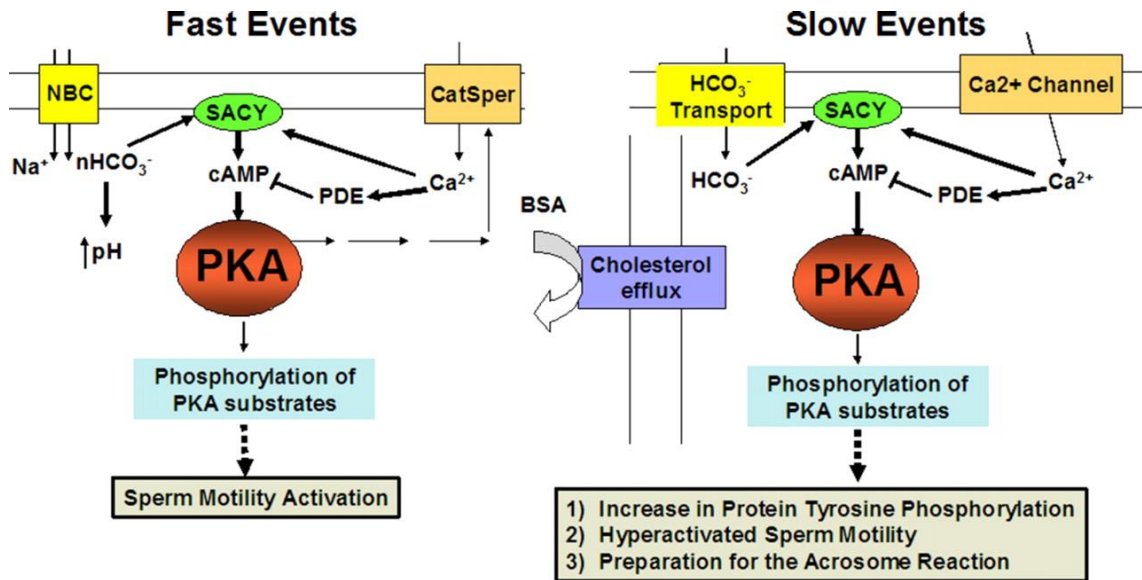 Fast Events
NBC
SACY
CatSper
Na⁺
nHCO₃⁻
cAMP
PDE
Ca²⁺
pH
PKA
Phosphorylation of
PKA substrates
Sperm Motility Activation
Slow Events
HCO₃⁻
Transport
SACY
Ca2+ Channel
HCO₃⁻
cAMP
PDE
Ca²⁺
BSA
Cholesterol
efflux
PKA
Phosphorylation of
PKA substrates
1) Increase in Protein Tyrosine Phosphorylation
2) Hyperactivated Sperm Motility
3) Preparation for the Acrosome Reaction